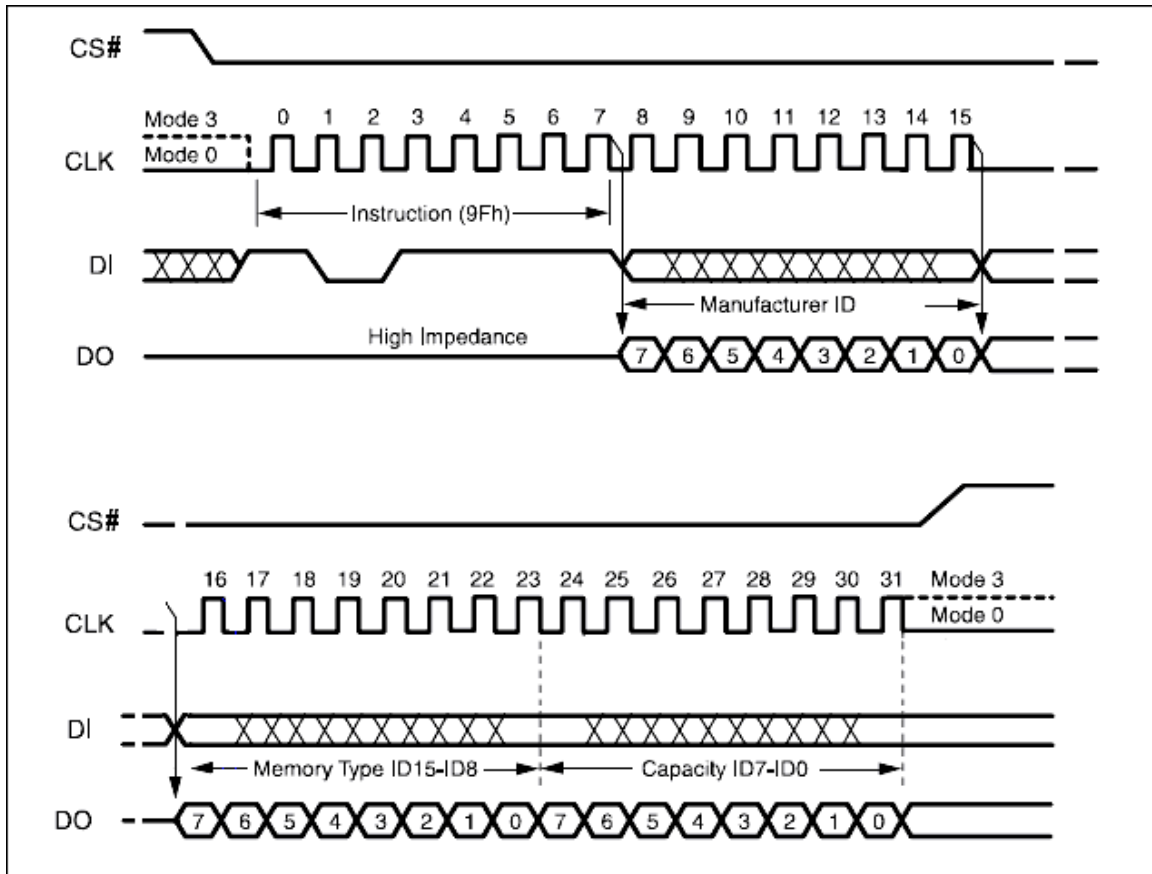 CS#
Mode 3
0 1 2 3 4 5 6 7 8 9 10 11 12 13 14 15
CLK
Mode 0
Instruction (9Fh)
DI
Manufacturer ID
High Impedance
DO
7 6 5 4 3 2 1 0
CS#
16 17 18 19 20 21 22 23 24 25 26 27 28 29 30 31
Mode 3
CLK
Mode 0
DI
Memory Type ID15-ID8
Capacity ID7-ID0
DO
7 6 5 4 3 2 1 0 7 6 5 4 3 2 1 0